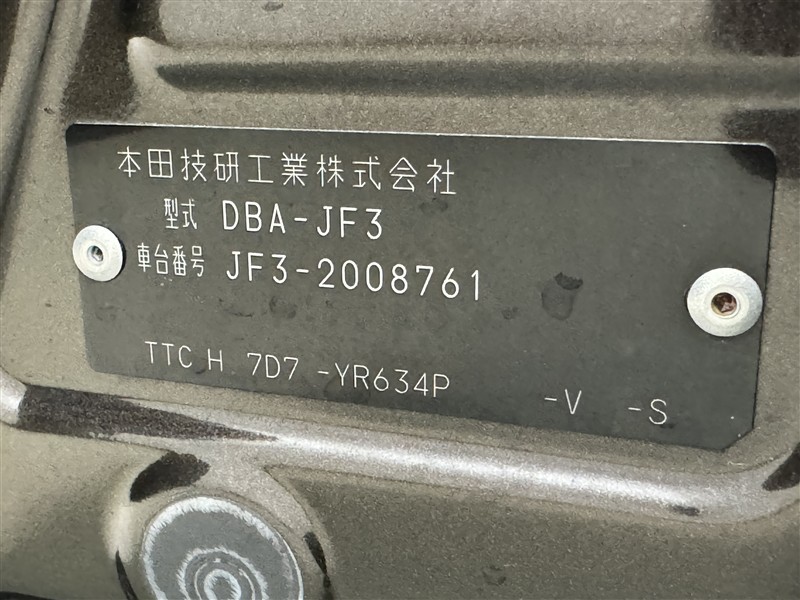 本田技研工業株式会社
型式 DBA-JF3
車台番号 JF3-2008761
TTC H 7D7 -YR634P -V -S